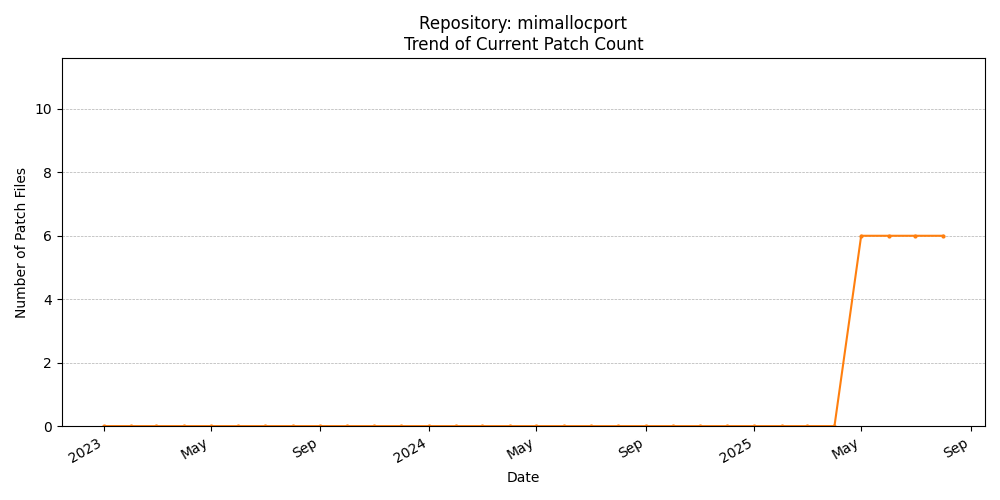 Repository: mimallocport
Trend of Current Patch Count
Number of Patch Files
10
8
6
4
2
0
2023
May
Sep
2024
May
Sep
2025
May
Sep
Date